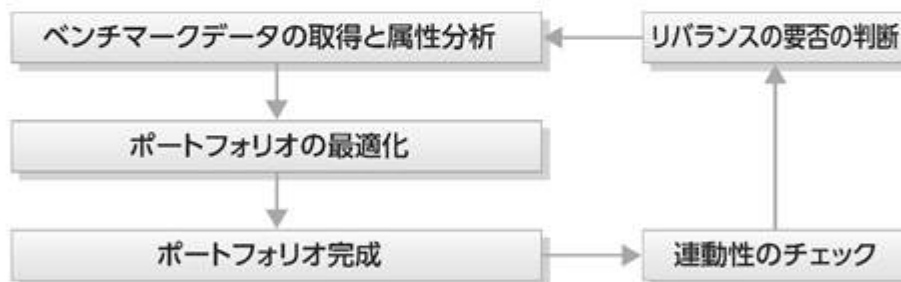 ベンチマークデータの取得と属性分析
リバランスの要否の判断
ポートフォリオの最適化
ポートフォリオ完成
連動性のチェック